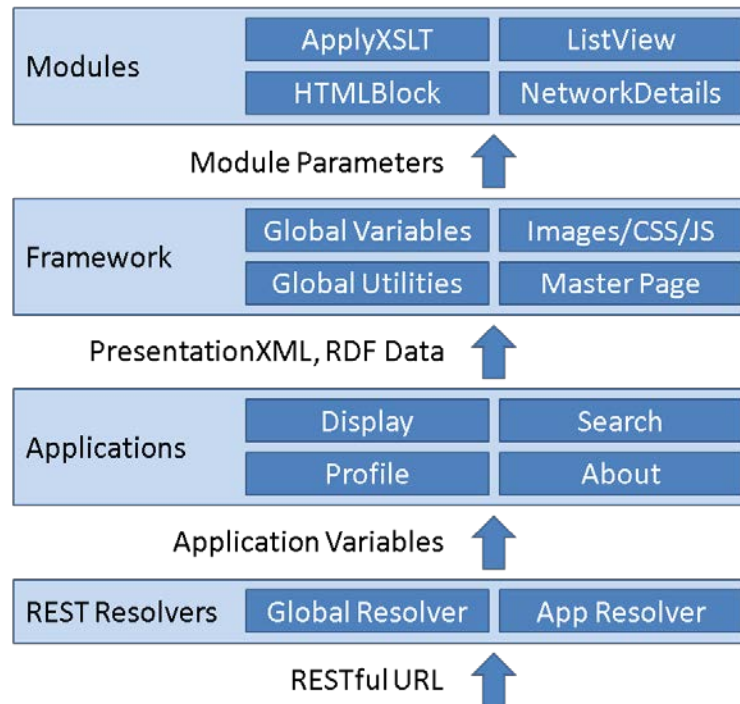 Modules
ApplyXSLT
ListView
HTMLBlock
NetworkDetails
Module Parameters
Framework
Global Variables
Images/CSS/JS
Global Utilities
Master Page
PresentationXML, RDF Data
Applications
Display
Search
Profile
About
Application Variables
REST Resolvers
Global Resolver
App Resolver
RESTful URL